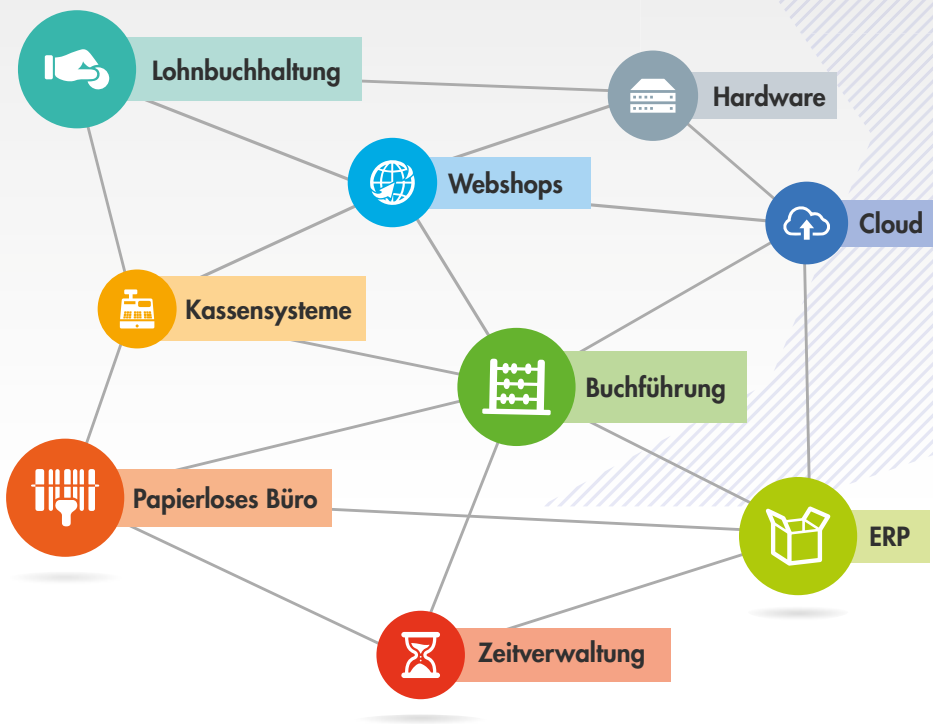 Lohnbuchhaltung
Hardware
Webshops
Cloud
Kassensysteme
Buchführung
Papierloses Büro
ERP
Zeitverwaltung